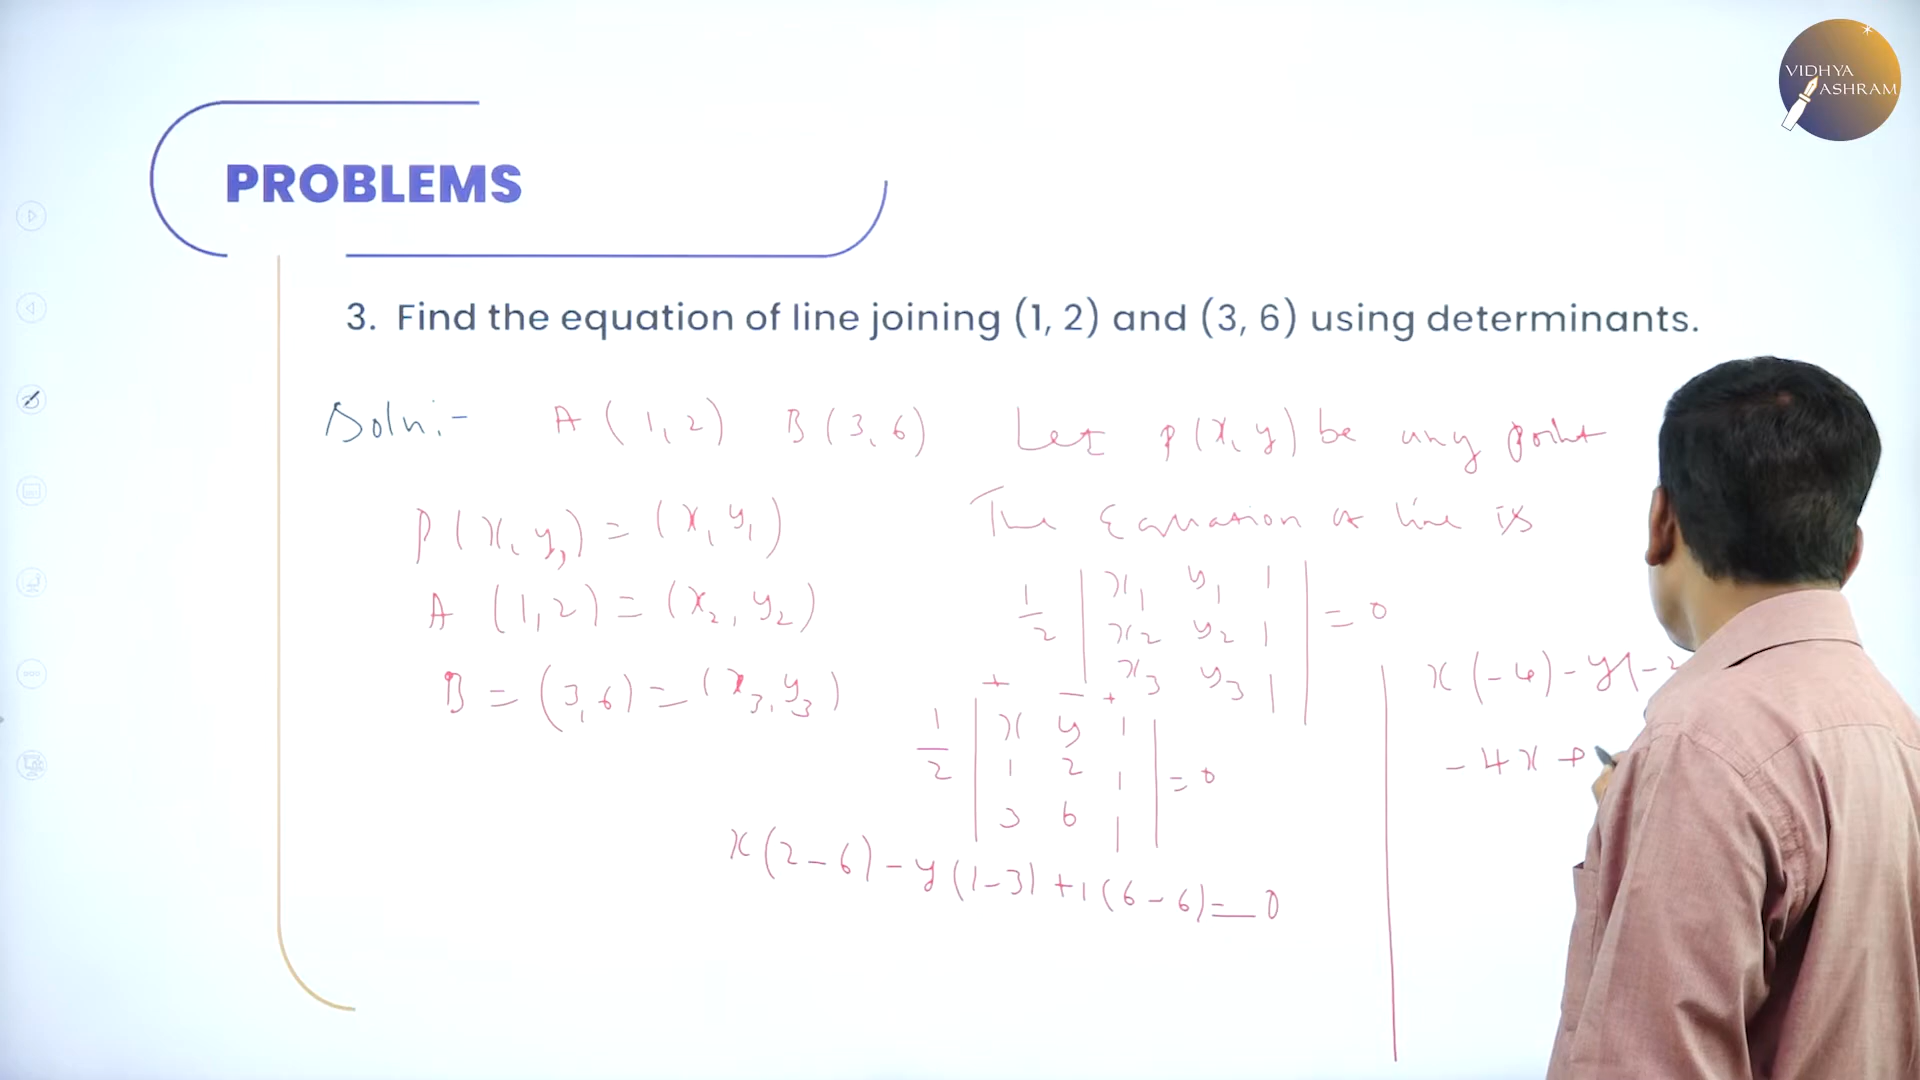 VIDHYA
ASHRAM
PROBLEMS
3. Find the equation of line joining (1, 2) and (3, 6) using determinants.
Soln:- A (1, 2) B (3, 6) Let P(x, y) be any point
P(x, y,) = (x, y1)
The Equation of line is
A (1, 2) = (x2, y2)
B = (3, 6) = (x3, y3)
1/2 | x1 y1 1 |
| x2 y2 1 | = 0
| x3 y3 1 |
+ - +
1/2 | x y 1 |
| 1 2 1 | = 0
| 3 6 1 |
x(2-6) - y(1-3) + 1(6-6) = 0
x(-4) - y(-2
-4x +